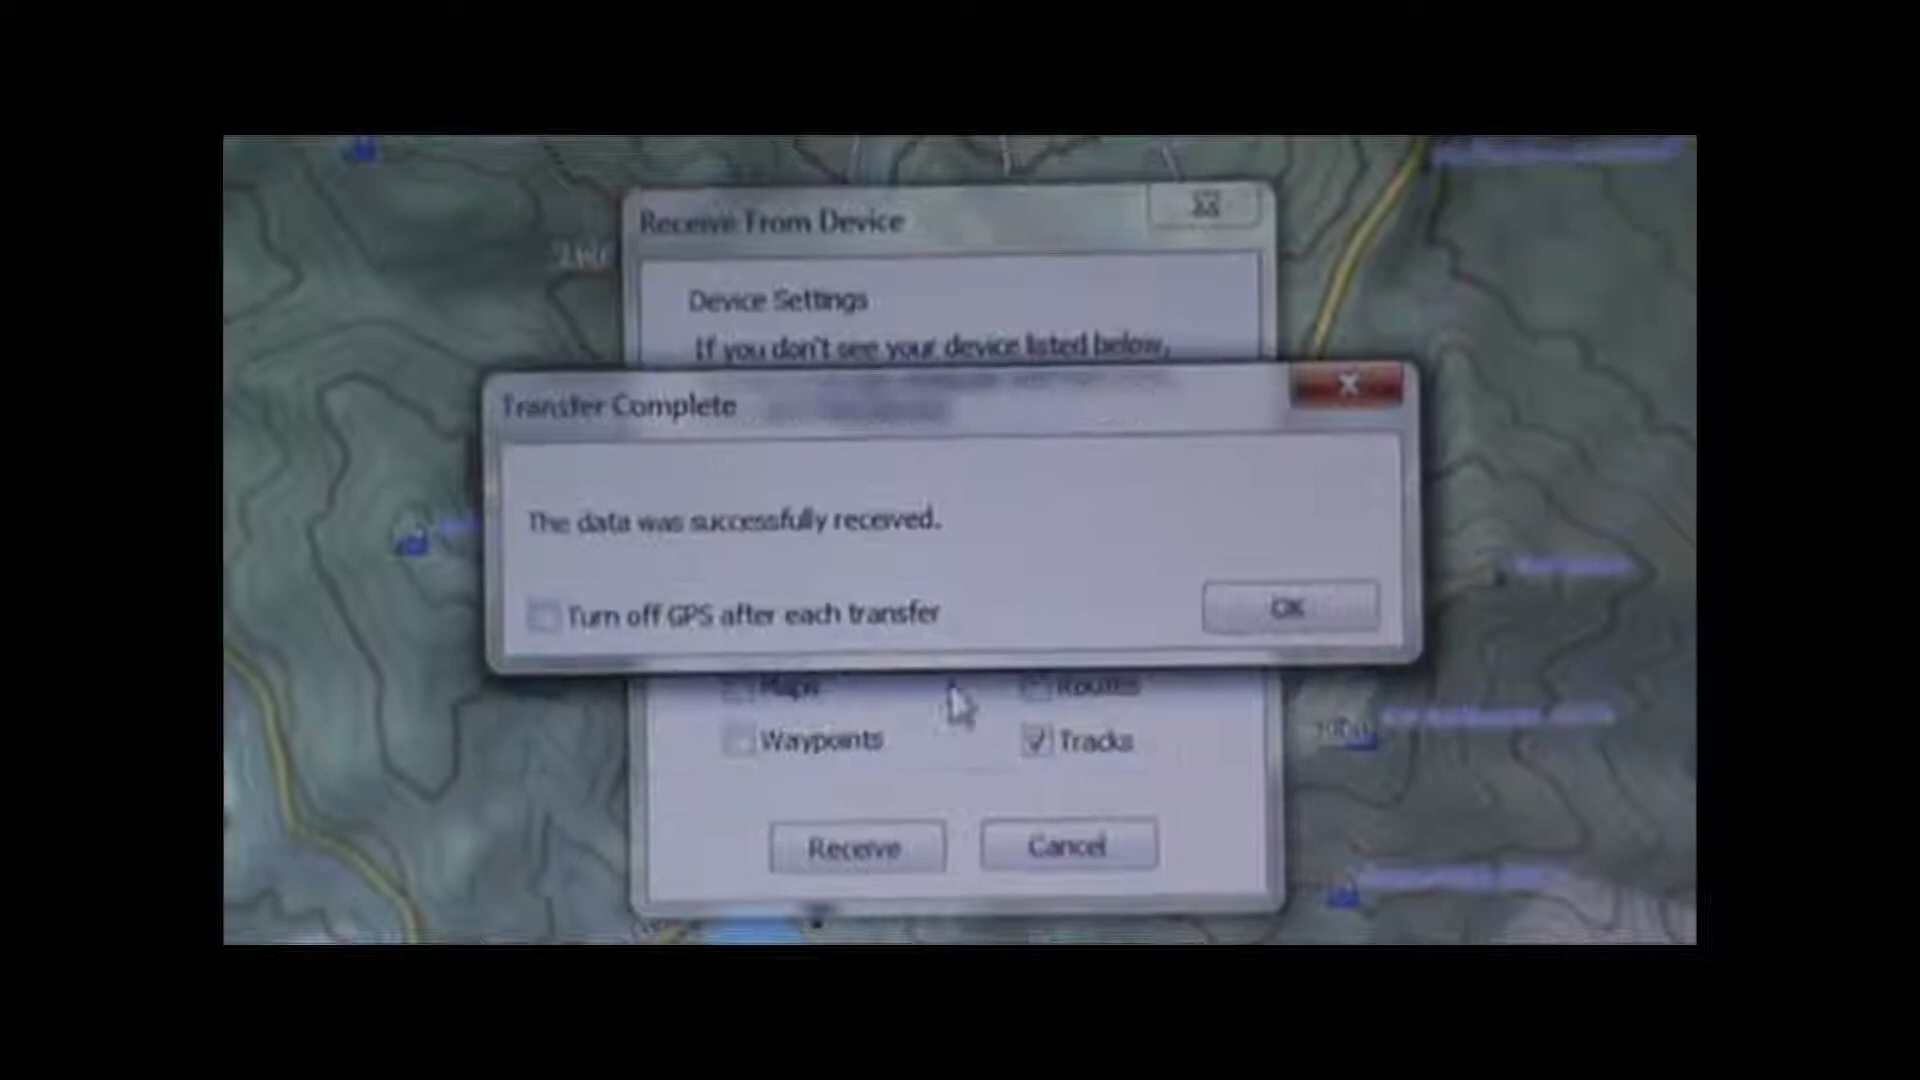 Receive From Device
Device Settings
If you don't see your device listed below,
Transfer Complete
The data was successfully received.
Turn off GPS after each transfer
OK
Maps
Routes
Waypoints
Tracks
Receive
Cancel